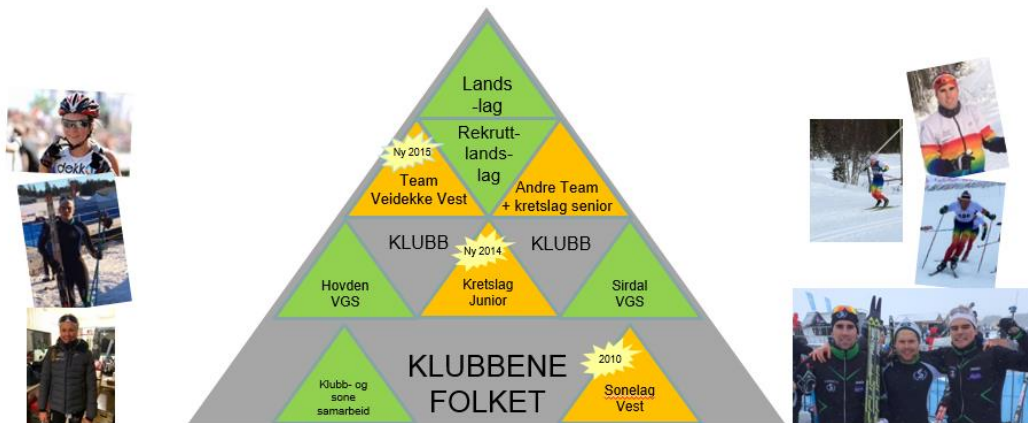 Lands
-lag
Rekrutt-
lands-
lag
Ny 2015
Team
Veidekke Vest
Andre Team
+ kretslag senior
KLUBB
KLUBB
Ny 2014
Kretslag
Junior
Hovden
VGS
Sirdal
VGS
Klubb- og
sone
samarbeid
KLUBBENE
FOLKET
2010
Sonelag
Vest